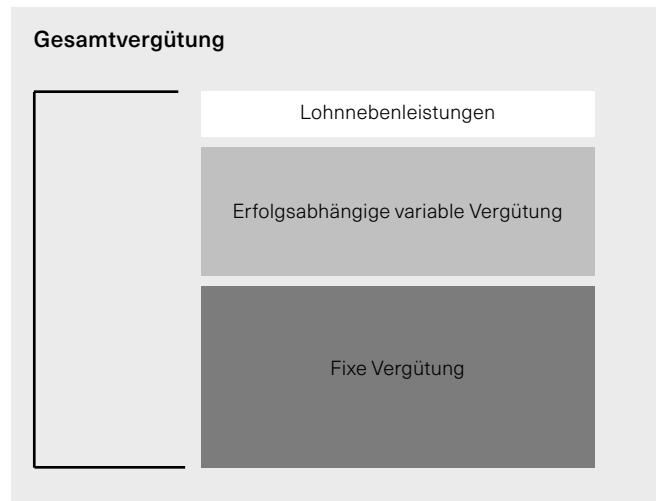 Gesamtvergütung
Lohnnebenleistungen
Erfolgsabhängige variable Vergütung
Fixe Vergütung